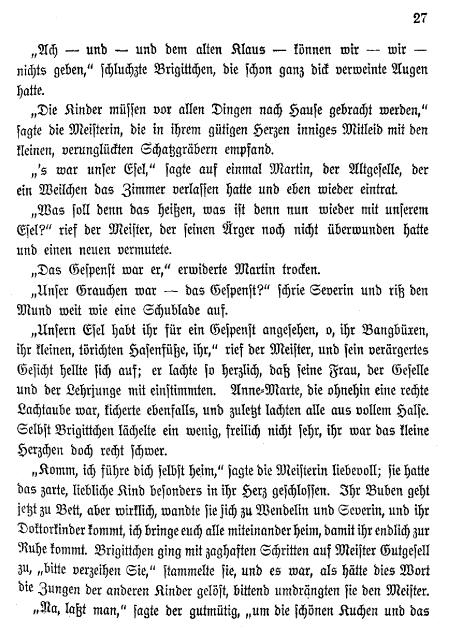 27
„Ach — und — und dem alten Klaus — können wir — wir —
nichts geben,“ schluchzte Brigittchen, die schon ganz dick verweinte Augen
hatte.
„Die Kinder müssen vor allen Dingen nach Hause gebracht werden,“
sagte die Meisterin, die in ihrem gütigen Herzen inniges Mitleid mit den
kleinen, verunglückten Schatzgräbern empfand.
„'s war unser Esel,“ sagte auf einmal Martin, der Altgeselle, der
ein Weilchen das Zimmer verlassen hatte und eben wieder eintrat.
„Was soll denn das heißen, was ist denn nun wieder mit unserem
Esel?“ rief der Meister, der seinen Ärger noch nicht überwunden hatte
und einen neuen vermutete.
„Das Gespenst war er,“ erwiderte Martin trocken.
„Unser Grauchen war — das Gespenst?“ schrie Severin und riß den
Mund weit wie eine Schublade auf.
„Unsern Esel habt ihr für ein Gespenst angesehen, o, ihr Bangbüxen,
ihr kleinen, törichten Hasenfüße, ihr,“ rief der Meister, und sein verärgertes
Gesicht hellte sich auf; er lachte so herzlich, daß seine Frau, der Geselle
und der Lehrjunge mit einstimmten. Anne-Marte, die ohnehin eine rechte
Lachtaube war, kicherte ebenfalls, und zuletzt lachten alle aus vollem Halse.
Selbst Brigittchen lächelte ein wenig, freilich nicht sehr, ihr war das kleine
Herzchen doch recht schwer.
„Komm, ich führe dich selbst heim,“ sagte die Meisterin liebevoll; sie hatte
das zarte, liebliche Kind besonders in ihr Herz geschlossen. Ihr Buben geht
jetzt zu Bett, aber wirklich, wandte sie sich zu Wendelin und Severin, und ihr
Doktorkinder kommt, ich bringe euch alle miteinander heim, damit ihr endlich zur
Ruhe kommt. Brigittchen ging mit zaghaften Schritten auf Meister Gutgesell
zu, „bitte verzeihen Sie,“ stammelte sie, und es war, als hätte dies Wort
die Zungen der anderen Kinder gelöst, bittend umdrängten sie den Meister.
„Na, laßt man,“ sagte der gutmütig, „um die schönen Kuchen und das